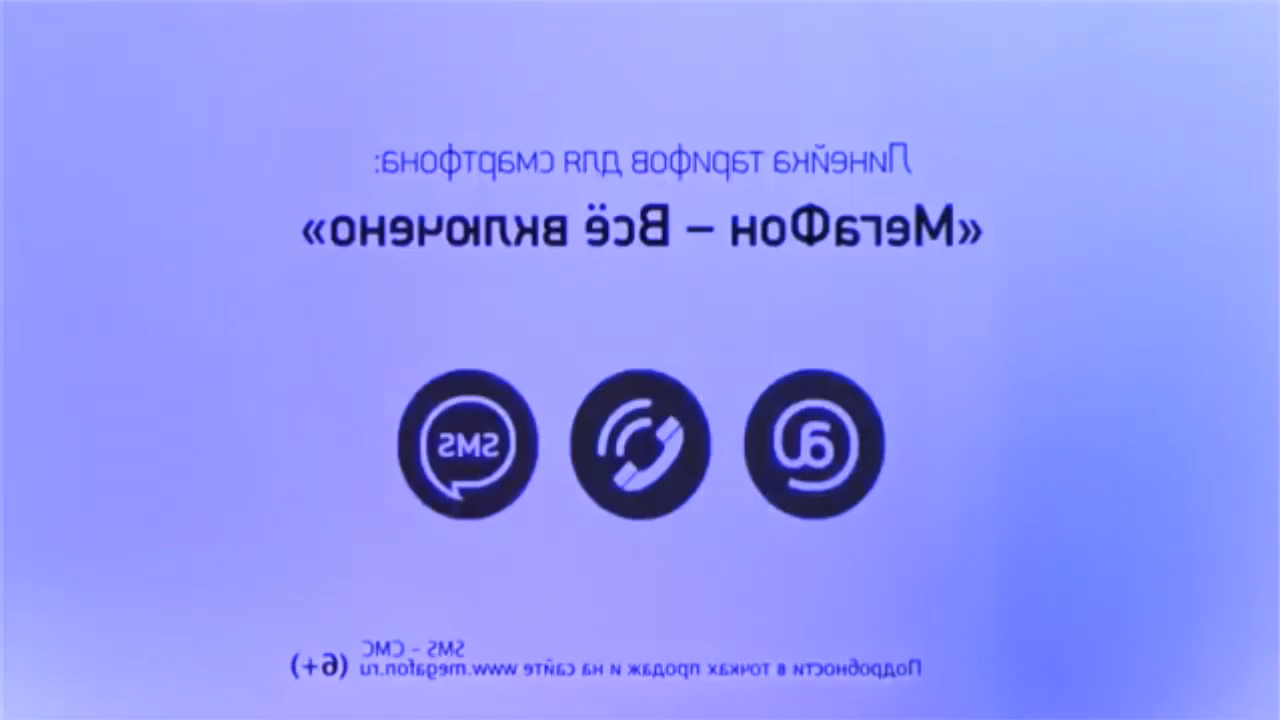 Линейка тарифов для смартфона:
«МегаФон – Всё включено»
SMS
SMS - СМС
Подробности в точках продаж и на сайте www.megafon.ru (6+)